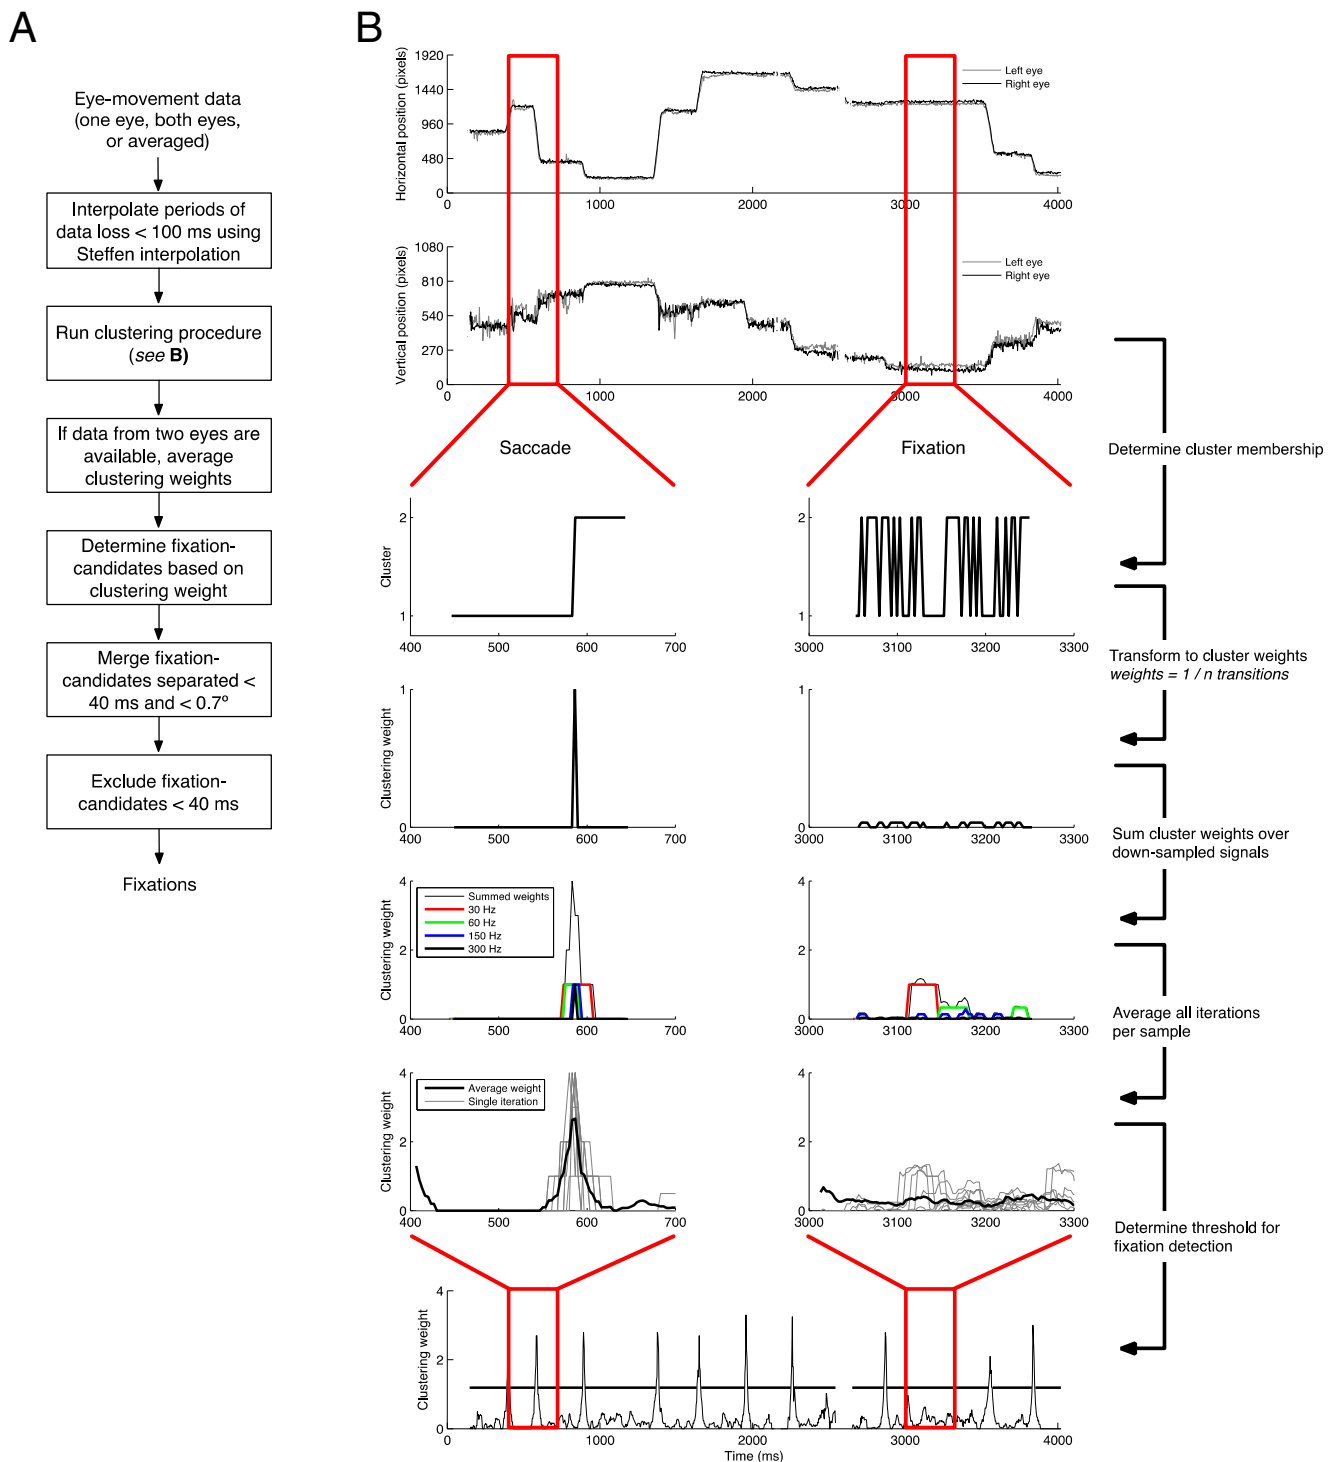 A
Eye-movement data
(one eye, both eyes,
or averaged)
Interpolate periods of
data loss < 100 ms using
Steffen interpolation
Run clustering procedure
(see B)
If data from two eyes are
available, average
clustering weights
Determine fixation-
candidates based on
clustering weight
Merge fixation-
candidates separated <
40 ms and < 0.7º
Exclude fixation-
candidates < 40 ms
Fixations
B
Horizontal position (pixels)
1920
1440
960
480
0
0 1000 2000 3000 4000
Left eye
Right eye
Vertical position (pixels)
1080
810
540
270
0
0 1000 2000 3000 4000
Left eye
Right eye
Saccade
Fixation
Determine cluster membership
Cluster
2
1
400 500 600 700
2
1
3000 3100 3200 3300
Transform to cluster weights
weights = 1 / n transitions
Clustering weight
1
0
400 500 600 700
1
0
3000 3100 3200 3300
Sum cluster weights over
down-sampled signals
Clustering weight
4
2
0
400 500 600 700
Summed weights
30 Hz
60 Hz
150 Hz
300 Hz
4
2
0
3000 3100 3200 3300
Average all iterations
per sample
Clustering weight
4
2
0
400 500 600 700
Average weight
Single iteration
4
2
0
3000 3100 3200 3300
Determine threshold for
fixation detection
Clustering weight
4
2
0
0 1000 2000 3000 4000
Time (ms)